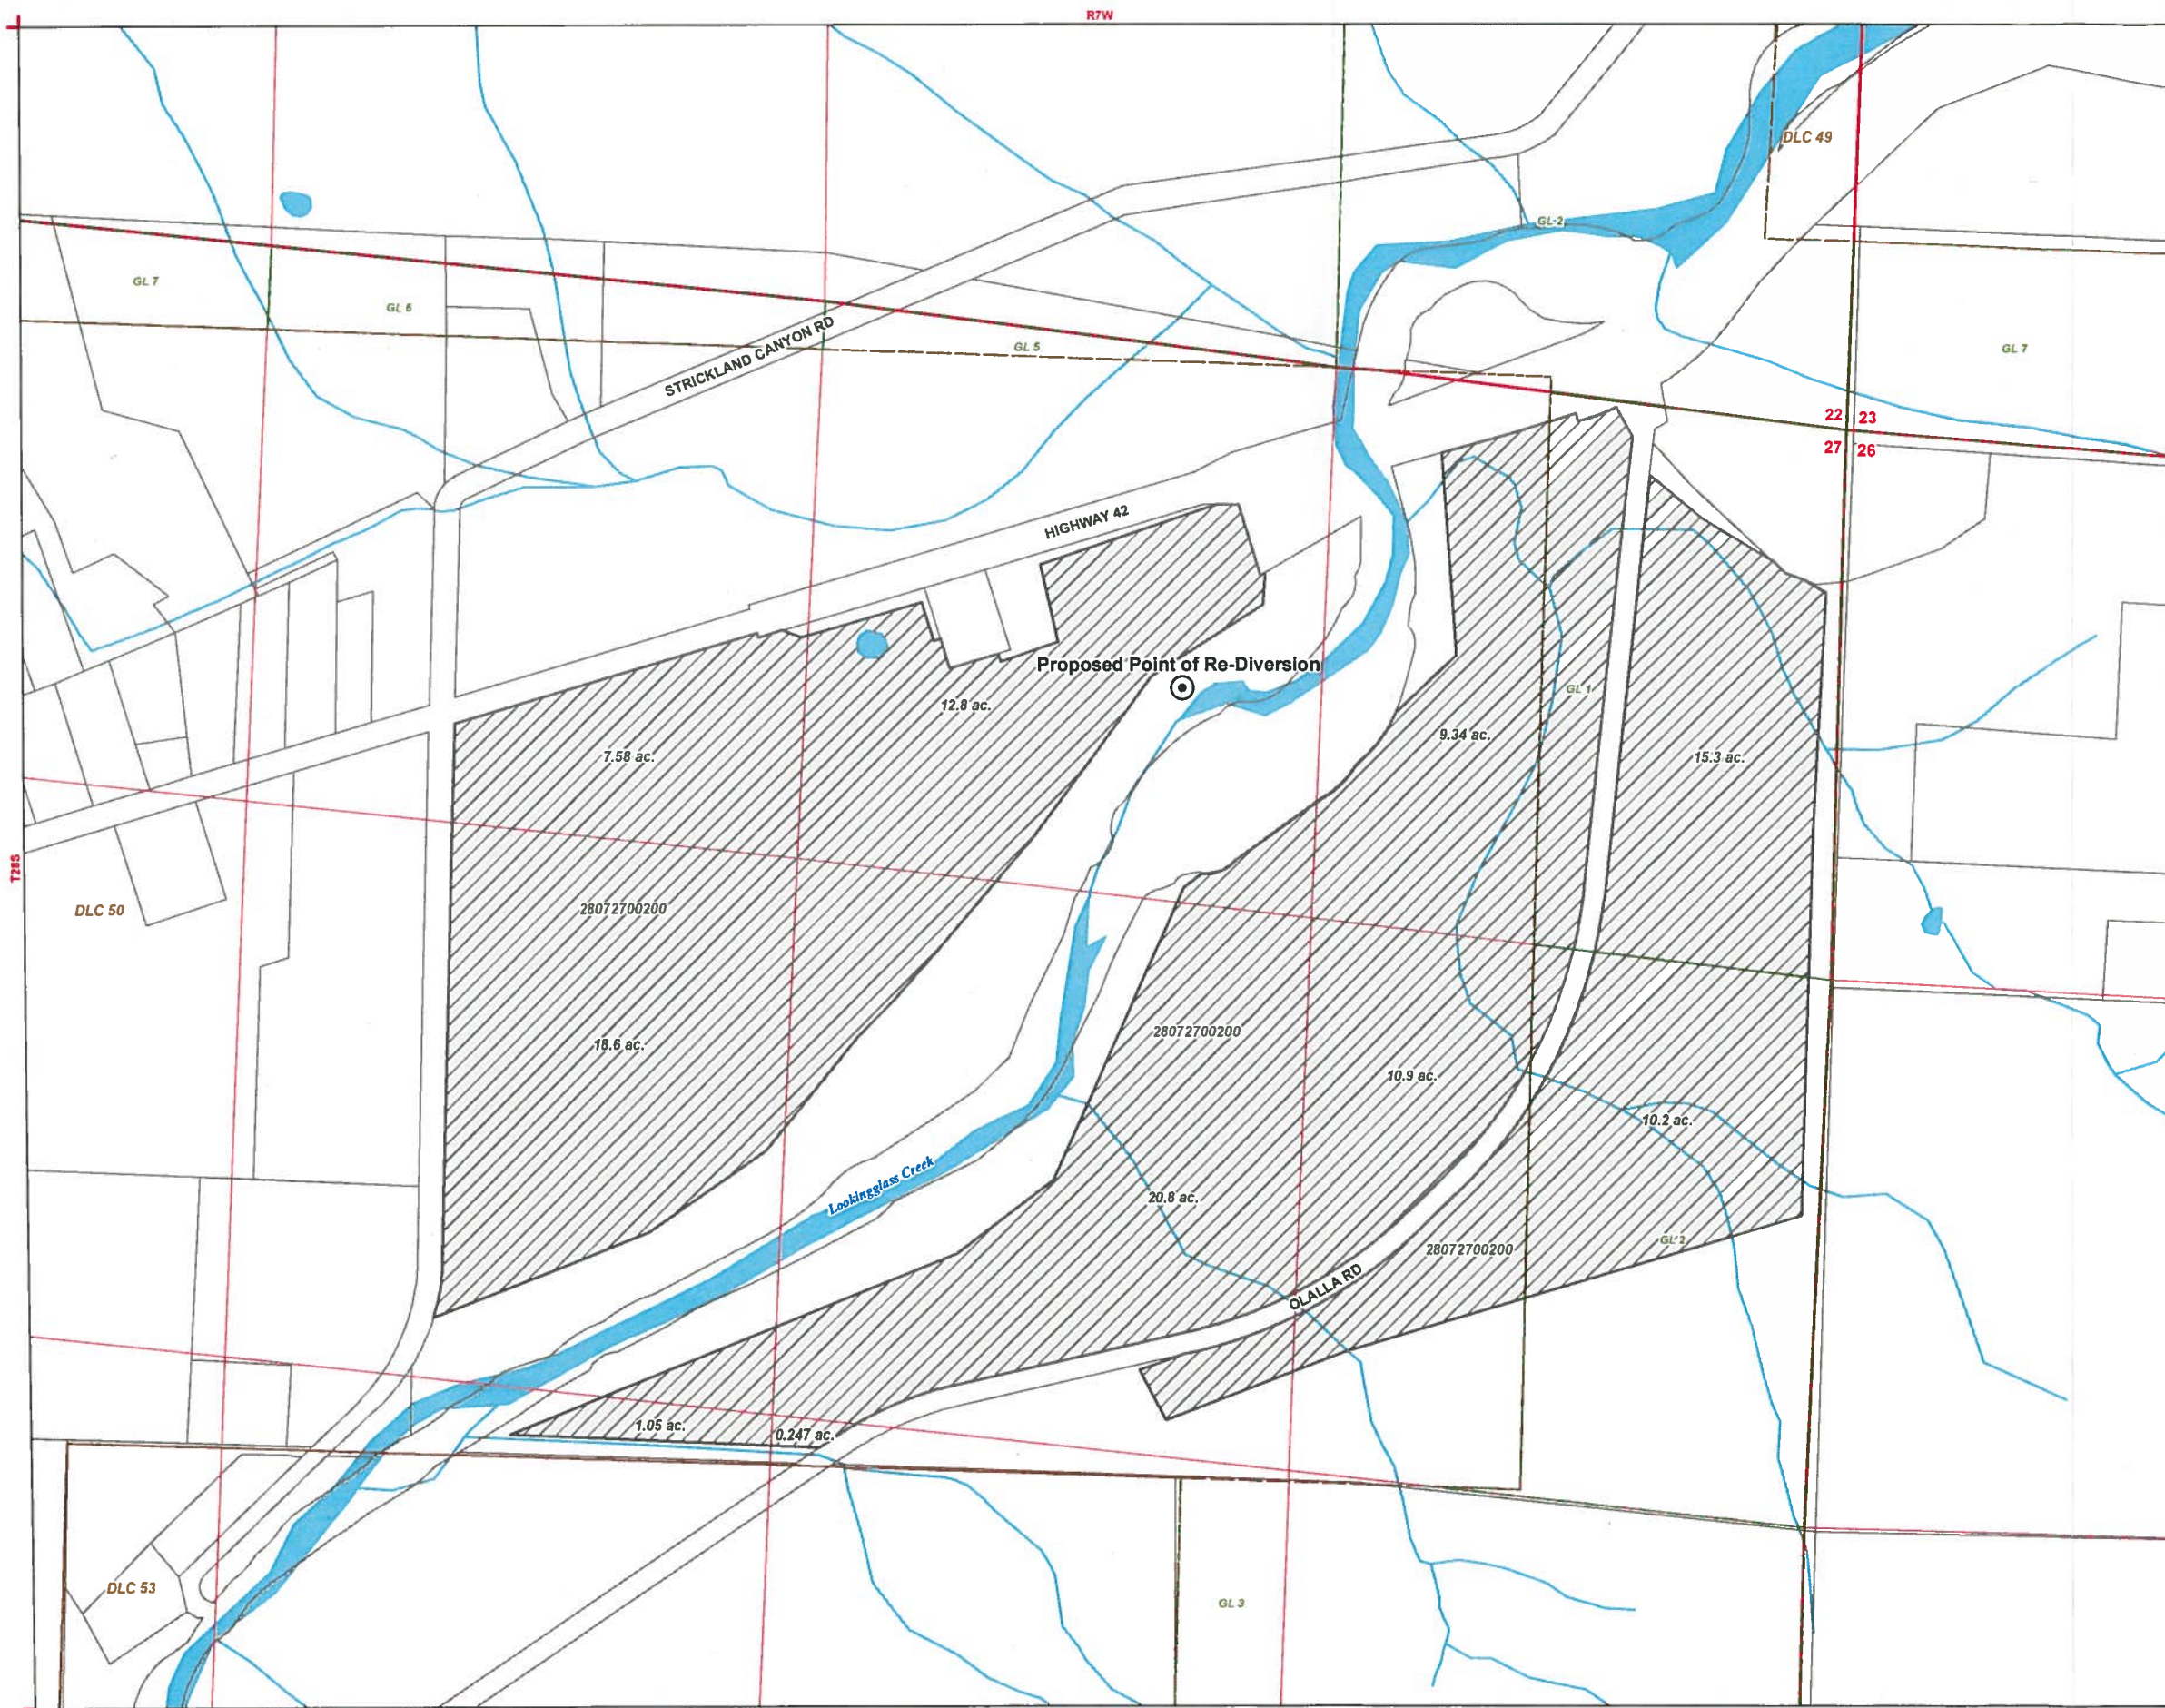 R7W
DLC 49
GL 2
GL 7
GL 6
STRICKLAND CANYON RD
GL 5
GL 7
22 23
27 26
HIGHWAY 42
Proposed Point of Re-Diversion
GL 1
12.8 ac.
9.34 ac.
7.58 ac.
15.3 ac.
T28S
DLC 50
28072700200
28072700200
18.6 ac.
10.9 ac.
10.2 ac.
Lookingglass Creek
20.8 ac.
28072700200
GL 2
OLALLA RD
1.05 ac.
0.247 ac.
DLC 53
GL 3